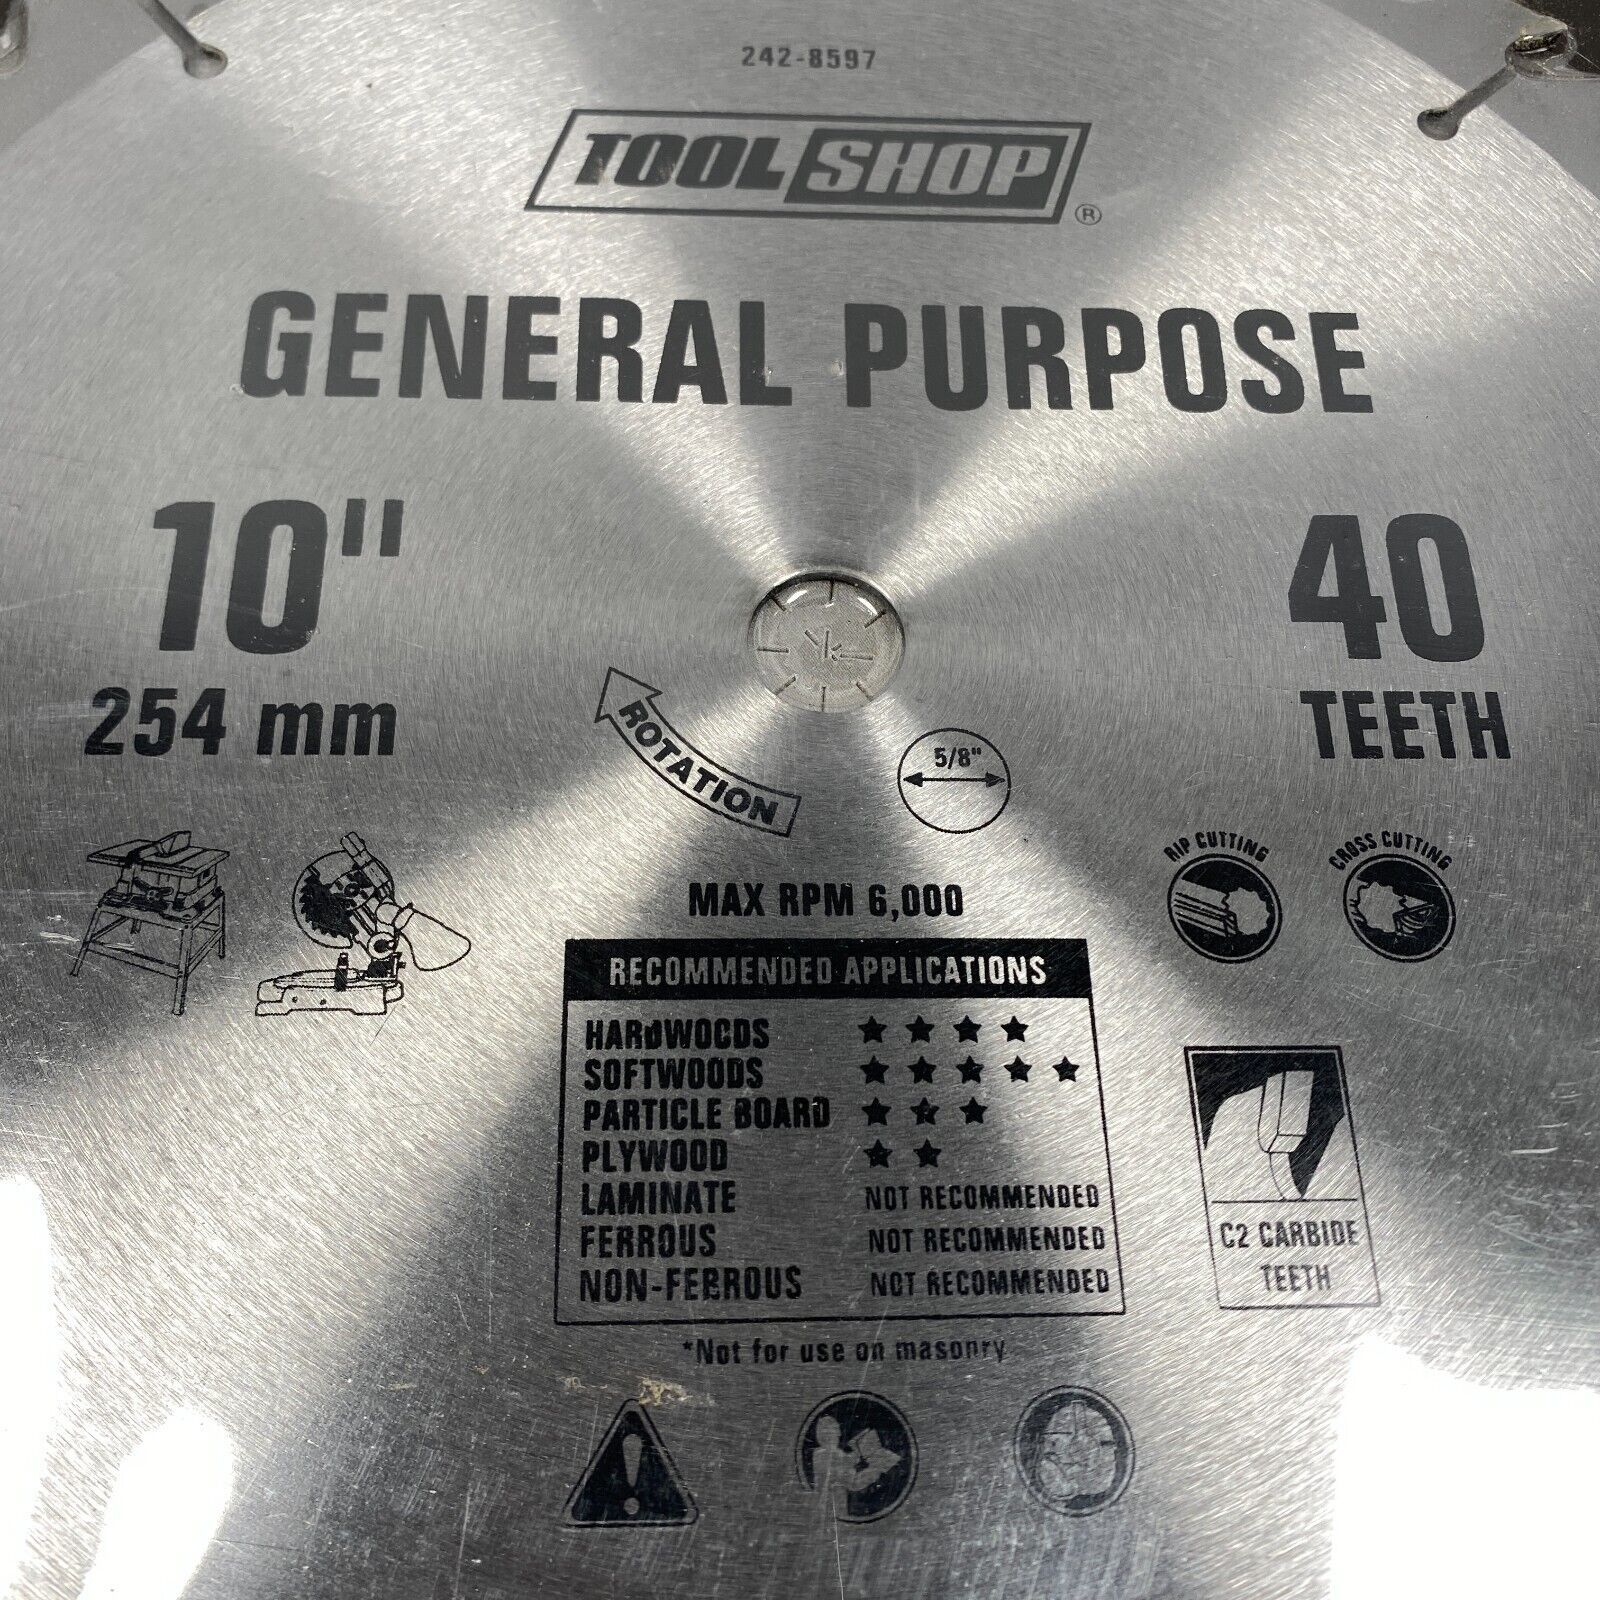 242-8597
TOOL SHOP ®
GENERAL PURPOSE
10"
254 mm
40
TEETH
ROTATION
5/8"
MAX RPM 6,000
RIP CUTTING
CROSS CUTTING
RECOMMENDED APPLICATIONS
HARDWOODS ★ ★ ★ ★
SOFTWOODS ★ ★ ★ ★ ★
PARTICLE BOARD ★ ★ ★
PLYWOOD ★ ★
LAMINATE NOT RECOMMENDED
FERROUS NOT RECOMMENDED
NON-FERROUS NOT RECOMMENDED
*Not for use on masonry
C2 CARBIDE
TEETH